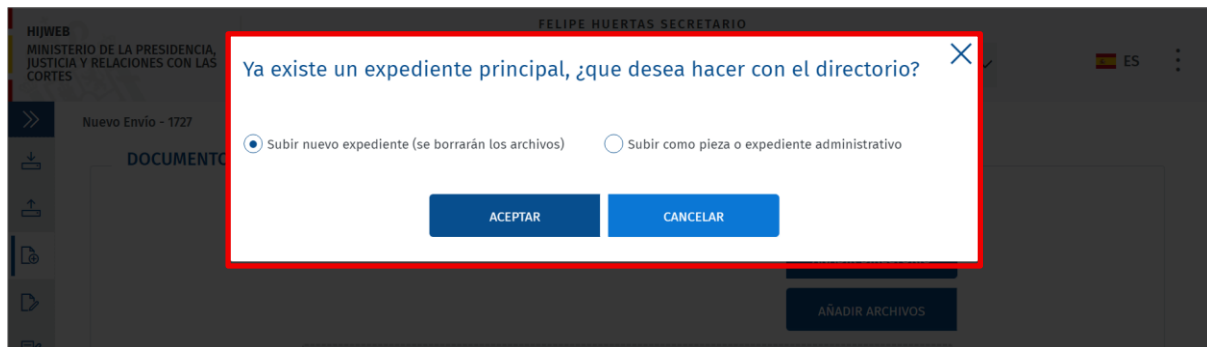 FELIPE HUERTAS SECRETARIO
HIJWEB
MINISTERIO DE LA PRESIDENCIA,
JUSTICIA Y RELACIONES CON LAS
CORTES
ES
Ya existe un expediente principal, ¿que desea hacer con el directorio?
Nuevo Envío - 1727
Subir nuevo expediente (se borrarán los archivos)
Subir como pieza o expediente administrativo
DOCUMENTO
ACEPTAR
CANCELAR
AÑADIR ARCHIVOS